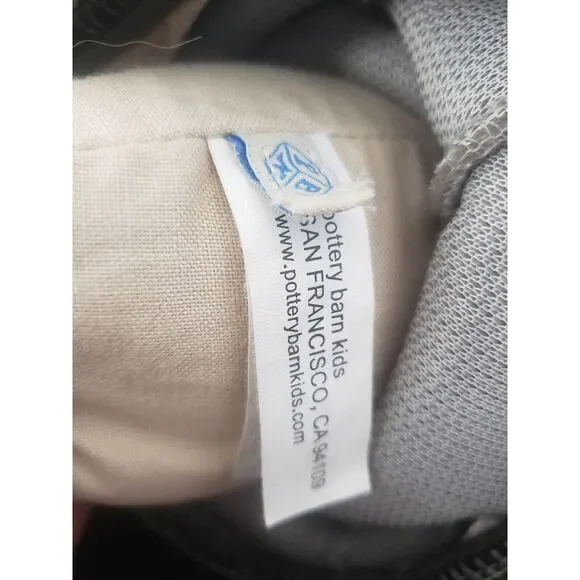 pottery barn kids
SAN FRANCISCO, CA 94109
www.potterybarnkids.com